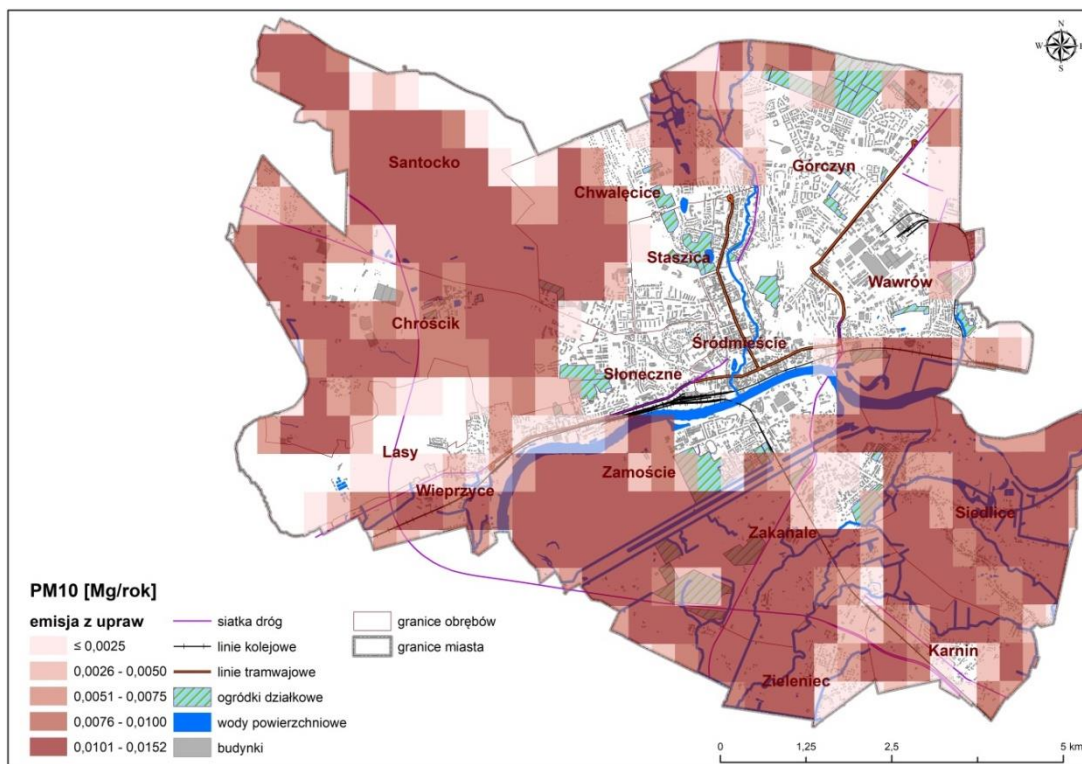 N
W E
S
Santocko
Górczyn
Chwalęcice
Staszica
Wawrów
Chróścik
Śródmieście
Słoneczne
Lasy
Zamoście
Wieprzyce
Siedlice
Zakanale
Karnin
Zieleniec
PM10 [Mg/rok]
emisja z upraw
≤ 0,0025
0,0026 - 0,0050
0,0051 - 0,0075
0,0076 - 0,0100
0,0101 - 0,0152
siatka dróg
linie kolejowe
linie tramwajowe
ogródki działkowe
wody powierzchniowe
budynki
granice obrębów
granice miasta
0 1,25 2,5 5 km